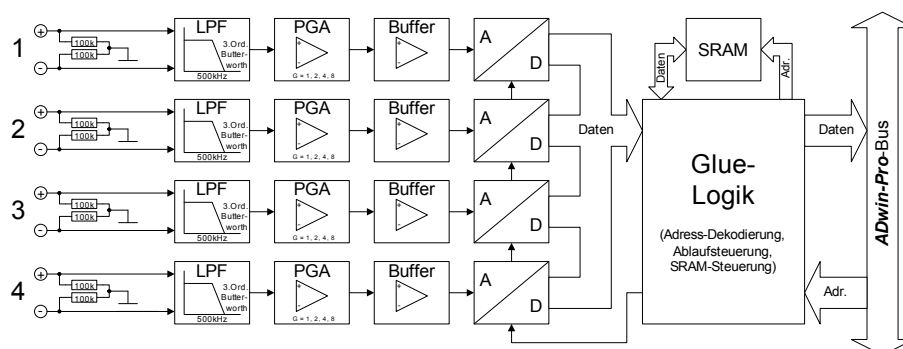 1
+
-
100k
100k
LPF
3.Ord.
Butter-
worth
500kHz
PGA
+
-
G = 1, 2, 4, 8
Buffer
+
-
A
D
2
+
-
100k
100k
LPF
3.Ord.
Butter-
worth
500kHz
PGA
+
-
G = 1, 2, 4, 8
Buffer
+
-
A
D
3
+
-
100k
100k
LPF
3.Ord.
Butter-
worth
500kHz
PGA
+
-
G = 1, 2, 4, 8
Buffer
+
-
A
D
4
+
-
100k
100k
LPF
3.Ord.
Butter-
worth
500kHz
PGA
+
-
G = 1, 2, 4, 8
Buffer
+
-
A
D
Daten
SRAM
Daten
Adr.
Glue-
Logik
(Adress-Dekodierung,
Ablaufsteuerung,
SRAM-Steuerung)
Daten
Adr.
ADwin-Pro-Bus